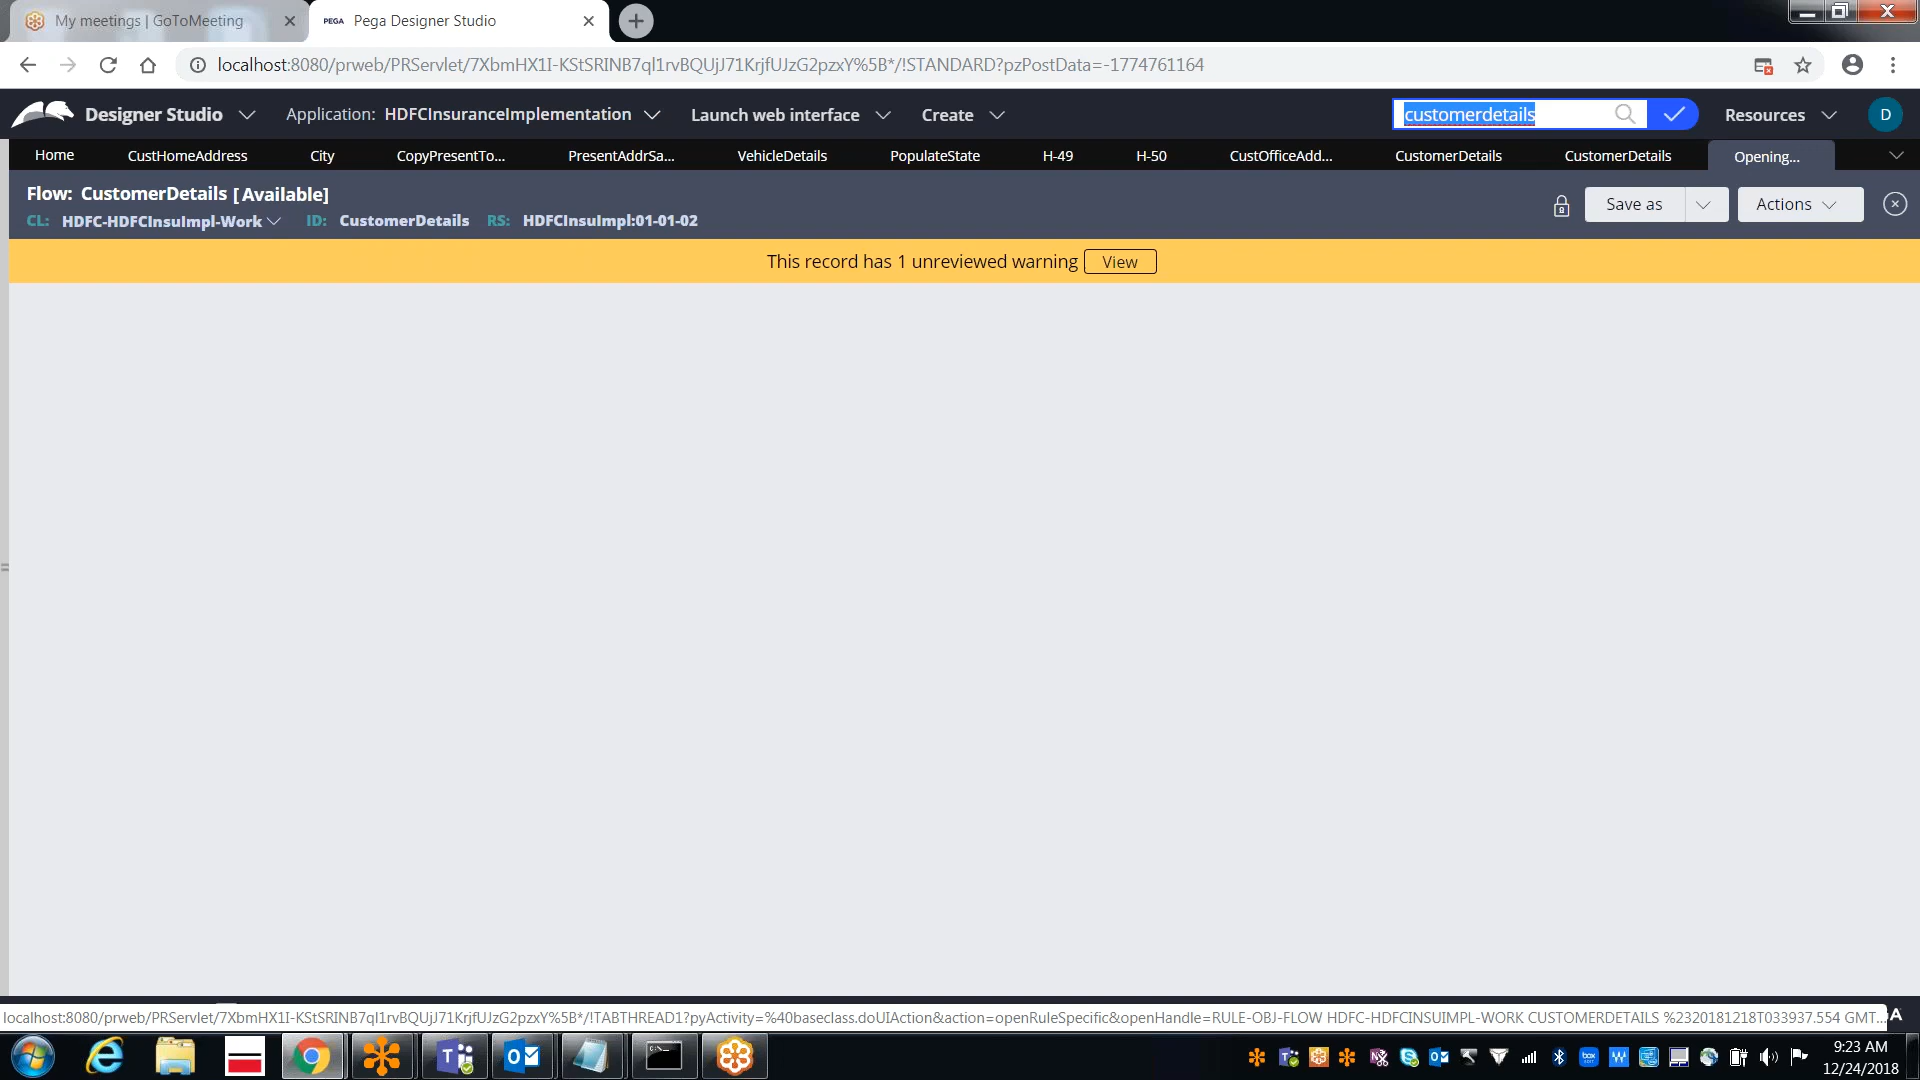 My meetings | GoToMeeting
PEGA Pega Designer Studio
localhost:8080/prweb/PRServlet/7XbmHX1I-KStSRINB7ql1rvBQUjJ71KrjfUJzG2pzxY%5B*/!STANDARD?pzPostData=-1774761164
Designer Studio Application: HDFCInsuranceImplementation Launch web interface Create customerdetails Resources D
Home CustHomeAddress City CopyPresentTo... PresentAddrSa... VehicleDetails PopulateState H-49 H-50 CustOfficeAdd... CustomerDetails CustomerDetails Opening...
Flow: CustomerDetails [ Available]
CL: HDFC-HDFCInsuImpl-Work ID: CustomerDetails RS: HDFCInsuImpl:01-01-02
Save as Actions
This record has 1 unreviewed warning View
localhost:8080/prweb/PRServlet/7XbmHX1I-KStSRINB7ql1rvBQUjJ71KrjfUJzG2pzxY%5B*/!TABTHREAD1?pyActivity=%40baseclass.doUIAction&action=openRuleSpecific&openHandle=RULE-OBJ-FLOW HDFC-HDFCINSUIMPL-WORK CUSTOMERDETAILS %2320181218T033937.554 GMT... A
9:23 AM
12/24/2018